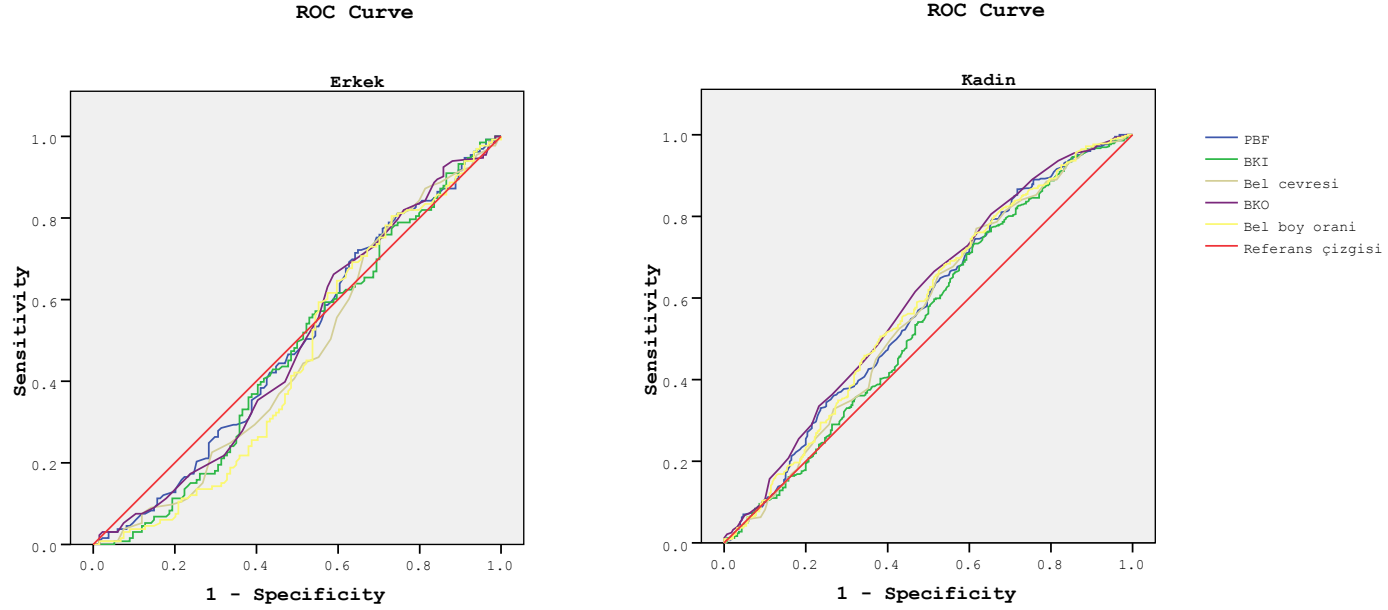 ROC Curve
Erkek
Sensitivity
1.0
0.8
0.6
0.4
0.2
0.0
0.0 0.2 0.4 0.6 0.8 1.0
1 - Specificity
ROC Curve
Kadin
Sensitivity
1.0
0.8
0.6
0.4
0.2
0.0
0.0 0.2 0.4 0.6 0.8 1.0
1 - Specificity
PBF
BKI
Bel cevresi
BKO
Bel boy orani
Referans çizgisi